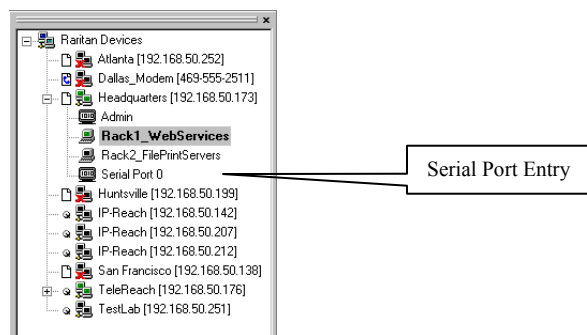 Raritan Devices
Atlanta [192.168.50.252]
Dallas_Modem [469-555-2511]
Headquarters [192.168.50.173]
Admin
Rack1_WebServices
Rack2_FilePrintServers
Serial Port 0
Serial Port Entry
Huntsville [192.168.50.199]
IP-Reach [192.168.50.142]
IP-Reach [192.168.50.207]
IP-Reach [192.168.50.212]
San Francisco [192.168.50.138]
TeleReach [192.168.50.176]
TestLab [192.168.50.251]